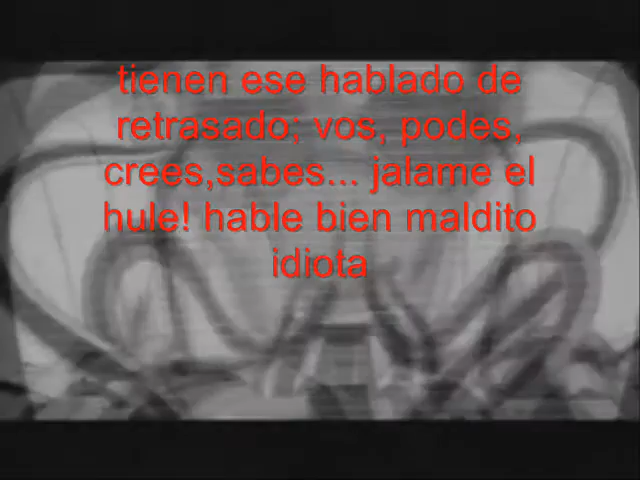 tienen ese hablado de
retrasado; vos, podes,
crees,sabes... jalame el
hule! hable bien maldito
idiota